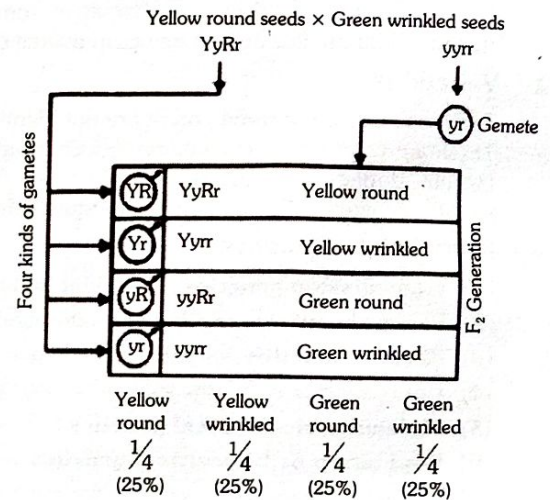 Yellow round seeds × Green wrinkled seeds
YyRr yyrr
yr Gemete
Four kinds of gametes
YR YyRr Yellow round
Yr Yyrr Yellow wrinkled
yR yyRr Green round
yr yyrr Green wrinkled
F₂ Generation
Yellow round 1/4 (25%)
Yellow wrinkled 1/4 (25%)
Green round 1/4 (25%)
Green wrinkled 1/4 (25%)